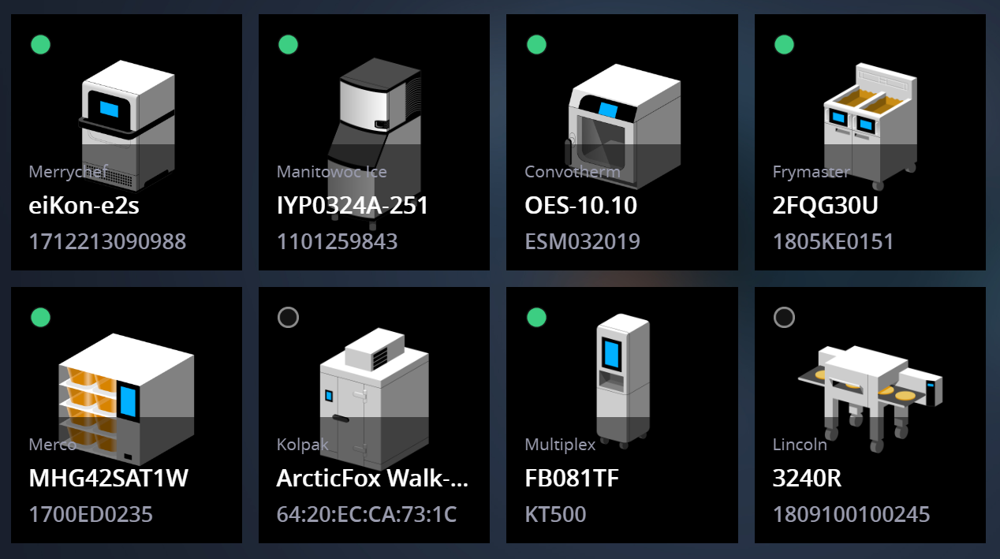 Merrychef
eiKon-e2s
1712213090988
Manitowoc Ice
IYP0324A-251
1101259843
Convotherm
OES-10.10
ESM032019
Frymaster
2FQG30U
1805KE0151
Merco
MHG42SAT1W
1700ED0235
Kolpak
ArcticFox Walk-...
64:20:EC:CA:73:1C
Multiplex
FB081TF
KT500
Lincoln
3240R
1809100100245